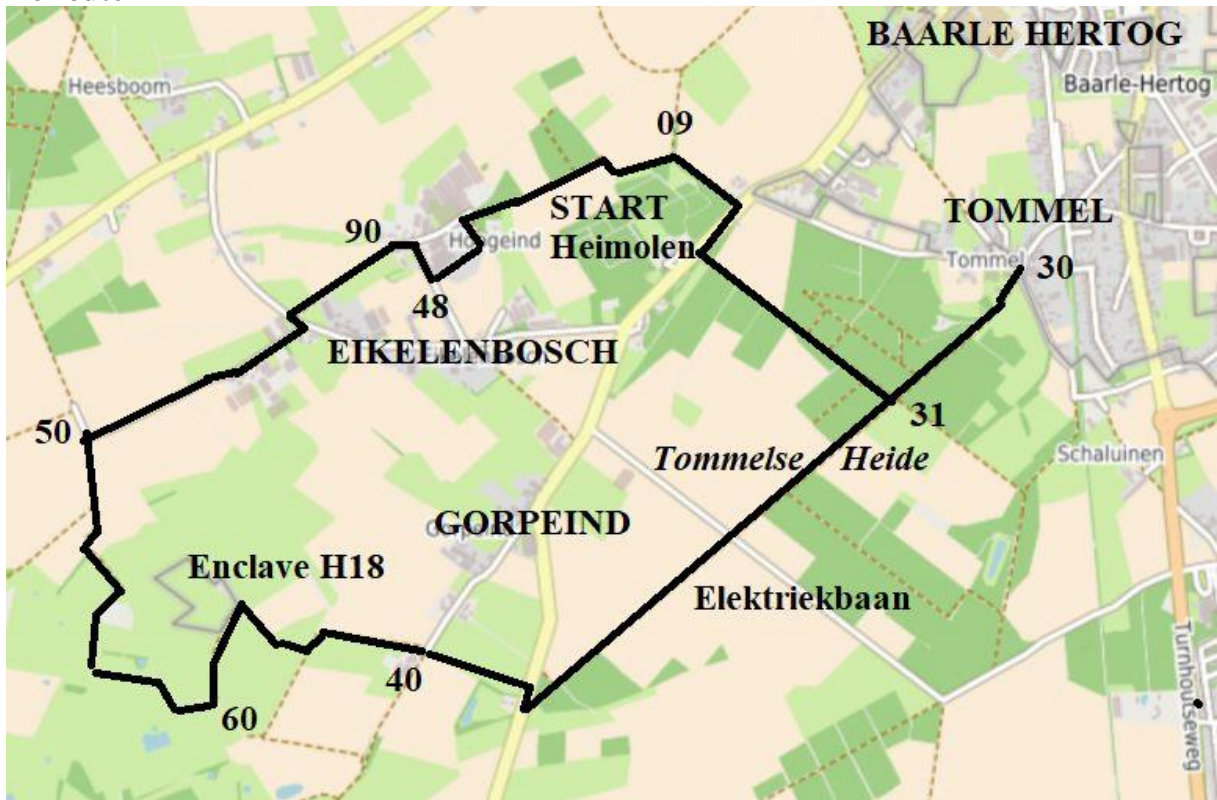 BAARLE HERTOG
Heesboom
Baarle-Hertog
09
START
Heimolen
TOMMEL
90
Hoogeind
Tommel
30
48
EIKELENBOSCH
31
50
Tommelse Heide
Schaluinen
GORPEIND
Enclave H18
Elektriekbaan
40
60
Turnhoutseweg